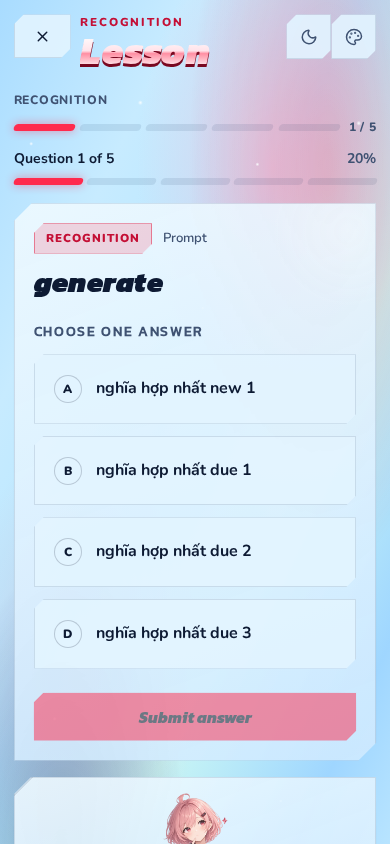 RECOGNITION
Lesson
RECOGNITION
1 / 5
Question 1 of 5
20%
RECOGNITION
Prompt
generate
CHOOSE ONE ANSWER
A nghĩa hợp nhất new 1
B nghĩa hợp nhất due 1
C nghĩa hợp nhất due 2
D nghĩa hợp nhất due 3
Submit answer